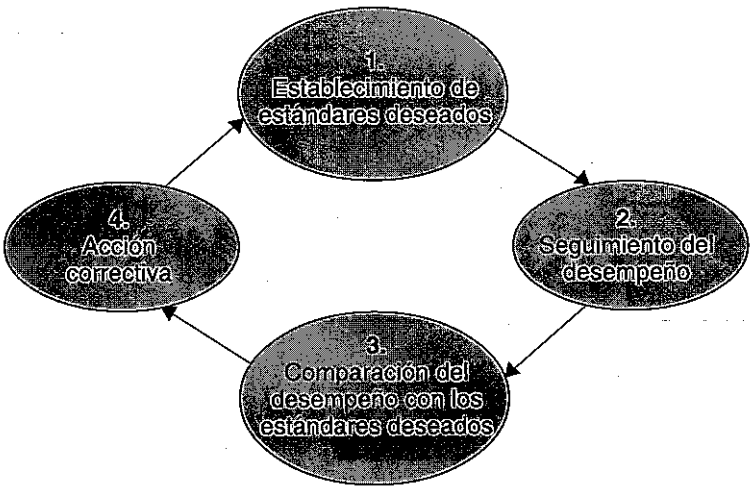 1.
Establecimiento de
estándares deseados
2.
Seguimiento del
desempeño
3.
Comparación del
desempeño con los
estándares deseados
4.
Acción
correctiva